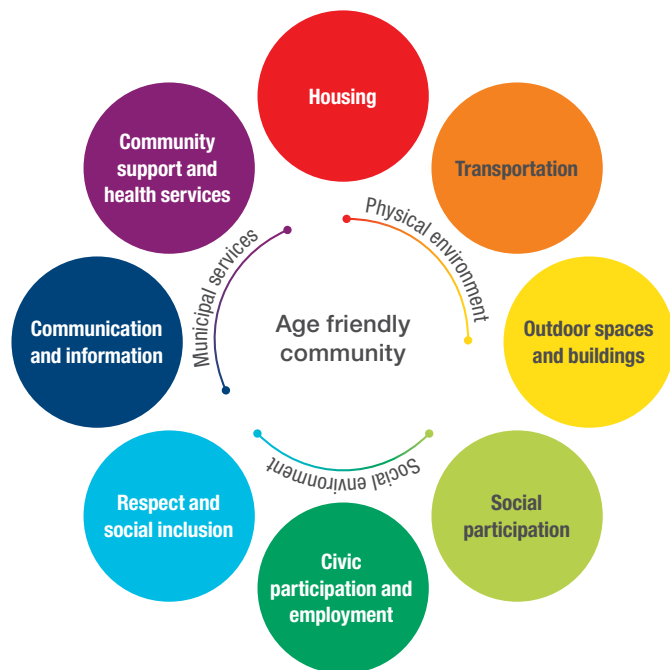 Housing
Transportation
Outdoor spaces
and buildings
Social
participation
Civic
participation and
employment
Respect and
social inclusion
Communication
and information
Community
support and
health services
Physical environment
Social environment
Municipal services
Age friendly
community